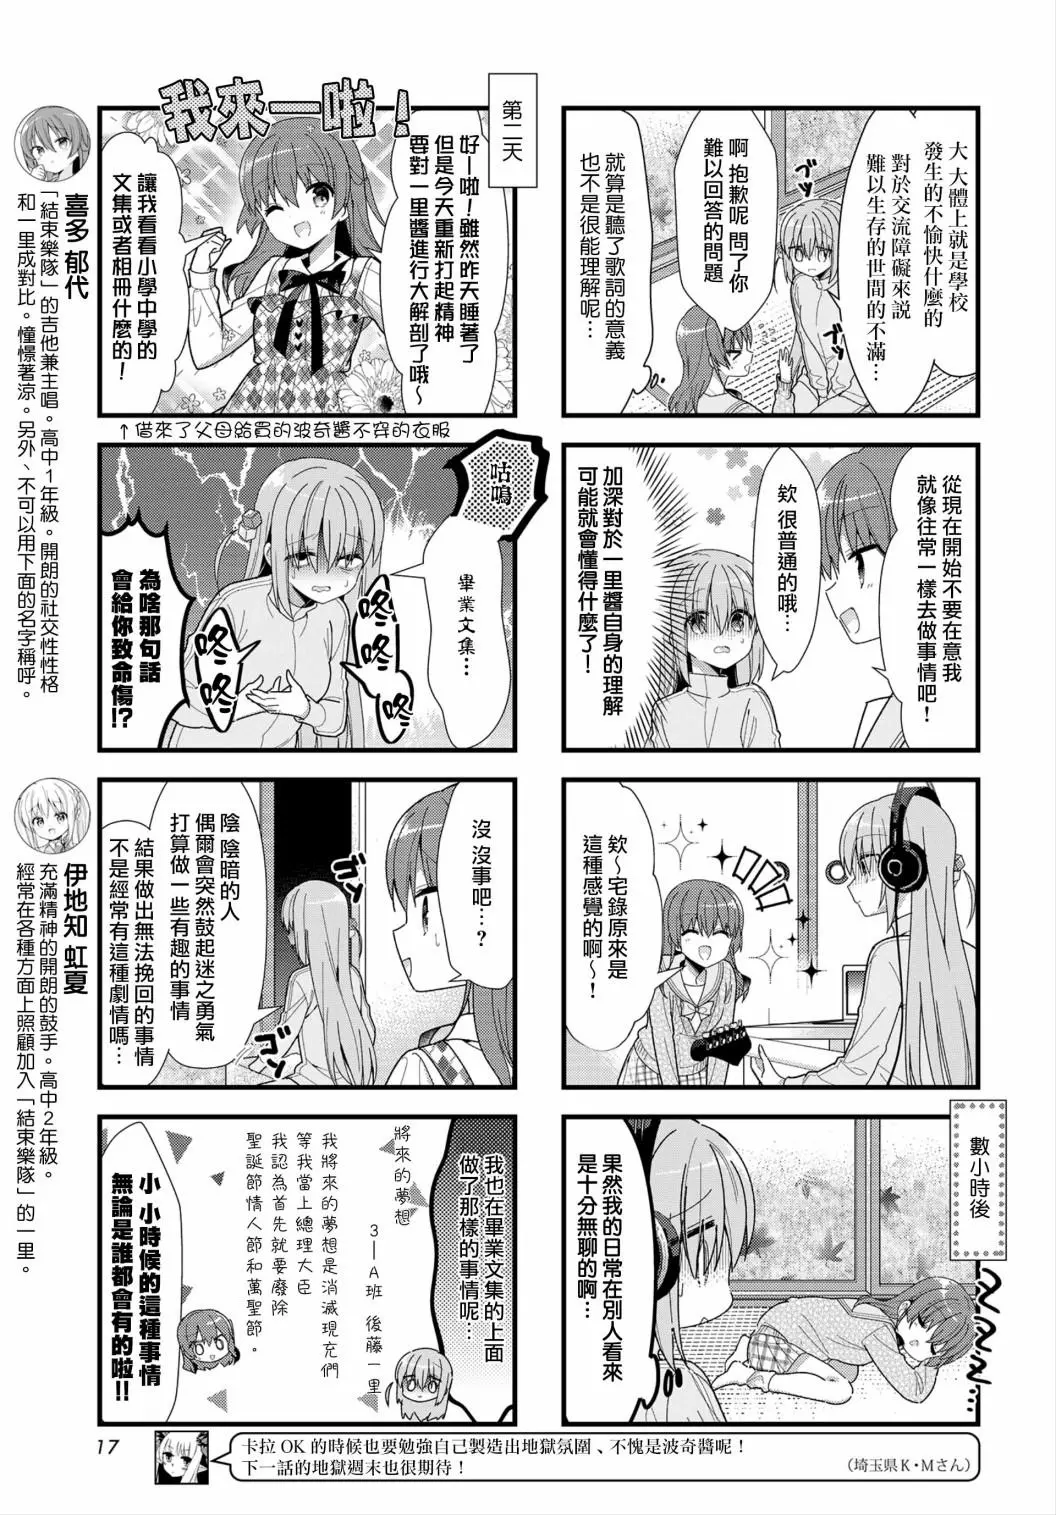 大 大體上就是學校
發生的不愉快什麼的
對於交流障礙來說
難以生存的世間的不滿…
啊 抱歉呢 問了你
難以回答的問題
就算是聽了歌詞的意義
也不是很能理解呢…
從現在開始不要在意我
就像往常一樣去做事情吧！
欸 很普通的哦…
加深對於一里醬自身的理解
可能就會懂得什麼了！
欸～宅錄原來是
這種感覺的啊～！
數小時後
果然我的日常在別人看來
是十分無聊的啊…
第二天
我來一啦！
好ー啦！雖然昨天睡著了
但是今天重新打起精神
要對一里醬進行大解剖了哦～
讓我看看小學中學的
文集或者相冊什麼的！
↑借來了父母給買的波奇醬不穿的衣服
咕嗚
畢業文集…
咚
咚
咚
咚
為啥那句話
會給你致命傷!?
沒 沒事吧…？
陰 陰暗的人
偶爾會突然鼓起迷之勇氣
打算做一些有趣的事情
結果做出無法挽回的事情
不是經常有這種劇情嗎…
ゴッ
ゴッ
我也在畢業文集的上面
做了那樣的事情呢…
將來的夢想
3―A班 後藤一里
我將來的夢想是消滅現充們
等我當上總理大臣
我認為首先就要廢除
聖誕節情人節和萬聖節。
小 小時候的這種事情
無論是誰都會有的啦!!
喜多 郁代
「結束樂隊」的吉他兼主唱。高中1年級。開朗的社交性性格
和一里成對比。憧憬著涼。另外、不可以用下面的名字稱呼。
伊地知 虹夏
充滿精神的開朗的鼓手。高中2年級。
經常在各種方面上照顧加入「結束樂隊」的一里。
17
卡拉OK的時候也要勉強自己製造出地獄氛圍、不愧是波奇醬呢！
下一話的地獄週末也很期待！
（埼玉県K・Mさん）